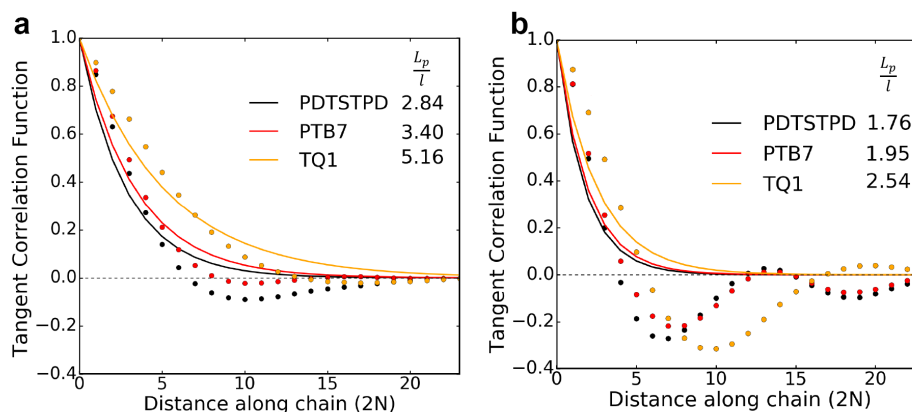 a
Tangent Correlation Function
1.0
0.8
0.6
0.4
0.2
0.0
−0.2
−0.4
L_p
l
PDTSTPD 2.84
PTB7 3.40
TQ1 5.16
0 5 10 15 20
Distance along chain (2N)
b
Tangent Correlation Function
1.0
0.8
0.6
0.4
0.2
0.0
−0.2
−0.4
L_p
l
PDTSTPD 1.76
PTB7 1.95
TQ1 2.54
0 5 10 15 20
Distance along chain (2N)